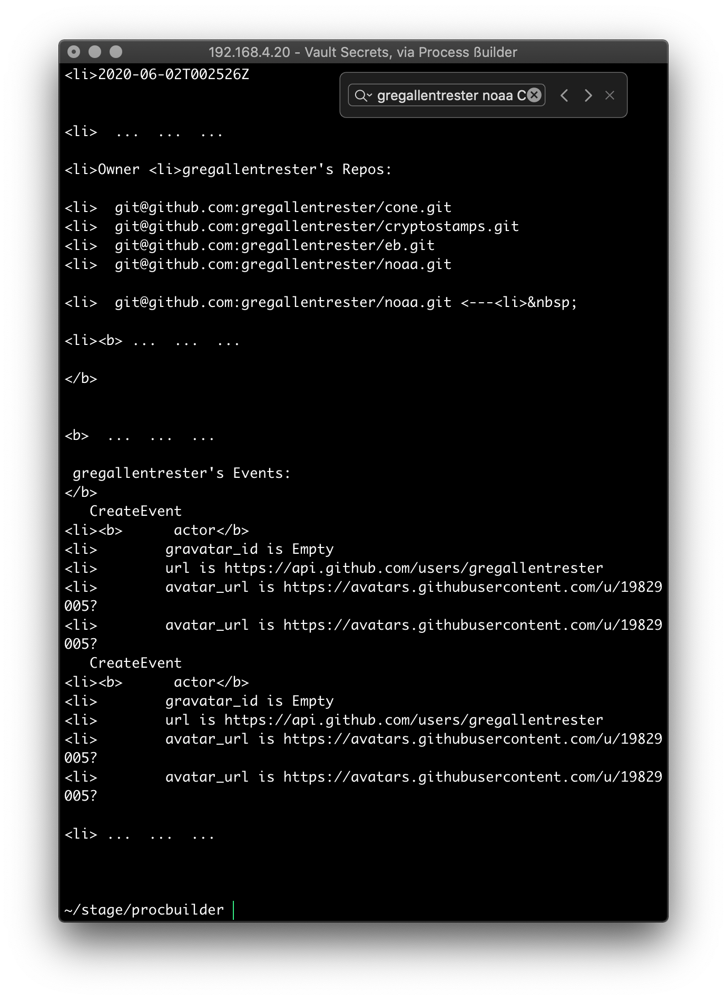 192.168.4.20 - Vault Secrets, via Process ßuilder
<li>2020-06-02T002526Z
gregallentrester noaa C
<li>  ...  ...  ...
<li>Owner <li>gregallentrester's Repos:
<li>  git@github.com:gregallentrester/cone.git
<li>  git@github.com:gregallentrester/cryptostamps.git
<li>  git@github.com:gregallentrester/eb.git
<li>  git@github.com:gregallentrester/noaa.git
<li>  git@github.com:gregallentrester/noaa.git <---<li>&nbsp;
<li><b> ...  ...  ...
</b>
<b>  ...  ...  ...
 gregallentrester's Events:
</b>
   CreateEvent
<li><b>      actor</b>
<li>        gravatar_id is Empty
<li>        url is https://api.github.com/users/gregallentrester
<li>        avatar_url is https://avatars.githubusercontent.com/u/19829
005?
<li>        avatar_url is https://avatars.githubusercontent.com/u/19829
005?
   CreateEvent
<li><b>      actor</b>
<li>        gravatar_id is Empty
<li>        url is https://api.github.com/users/gregallentrester
<li>        avatar_url is https://avatars.githubusercontent.com/u/19829
005?
<li>        avatar_url is https://avatars.githubusercontent.com/u/19829
005?
<li> ...  ...  ...
~/stage/procbuilder